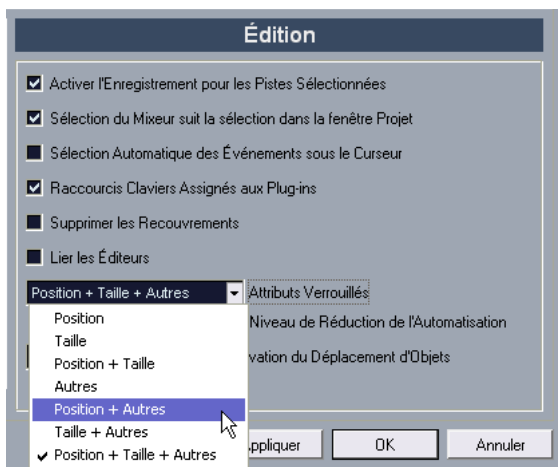 Édition
Activer l'Enregistrement pour les Pistes Sélectionnées
Sélection du Mixeur suit la sélection dans la fenêtre Projet
Sélection Automatique des Événements sous le Curseur
Raccourcis Claviers Assignés aux Plug-ins
Supprimer les Recouvrements
Lier les Éditeurs
Position + Taille + Autres Attributs Verrouillés
Position
Niveau de Réduction de l'Automatisation
Taille
Position + Taille
vation du Déplacement d'Objets
Autres
Position + Autres
Taille + Autres
Position + Taille + Autres
ppliquer OK Annuler